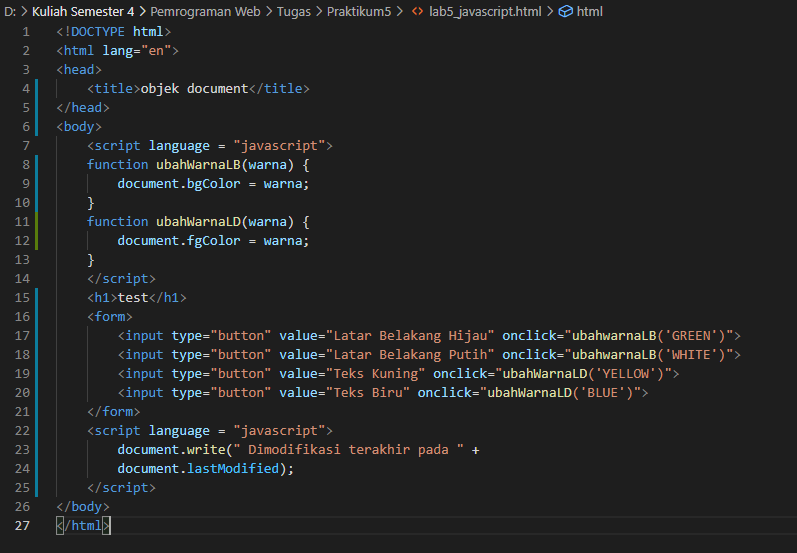 D: > Kuliah Semester 4 > Pemrograman Web > Tugas > Praktikum5 > <> lab5_javascript.html > html
1 <!DOCTYPE html>
2 <html lang="en">
3 <head>
4 <title>objek document</title>
5 </head>
6 <body>
7 <script language = "javascript">
8 function ubahWarnaLB(warna) {
9 document.bgColor = warna;
10 }
11 function ubahWarnaLD(warna) {
12 document.fgColor = warna;
13 }
14 </script>
15 <h1>test</h1>
16 <form>
17 <input type="button" value="Latar Belakang Hijau" onclick="ubahwarnaLB('GREEN')">
18 <input type="button" value="Latar Belakang Putih" onclick="ubahwarnaLB('WHITE')">
19 <input type="button" value="Teks Kuning" onclick="ubahWarnaLD('YELLOW')">
20 <input type="button" value="Teks Biru" onclick="ubahWarnaLD('BLUE')">
21 </form>
22 <script language = "javascript">
23 document.write(" Dimodifikasi terakhir pada " +
24 document.lastModified);
25 </script>
26 </body>
27 </html>